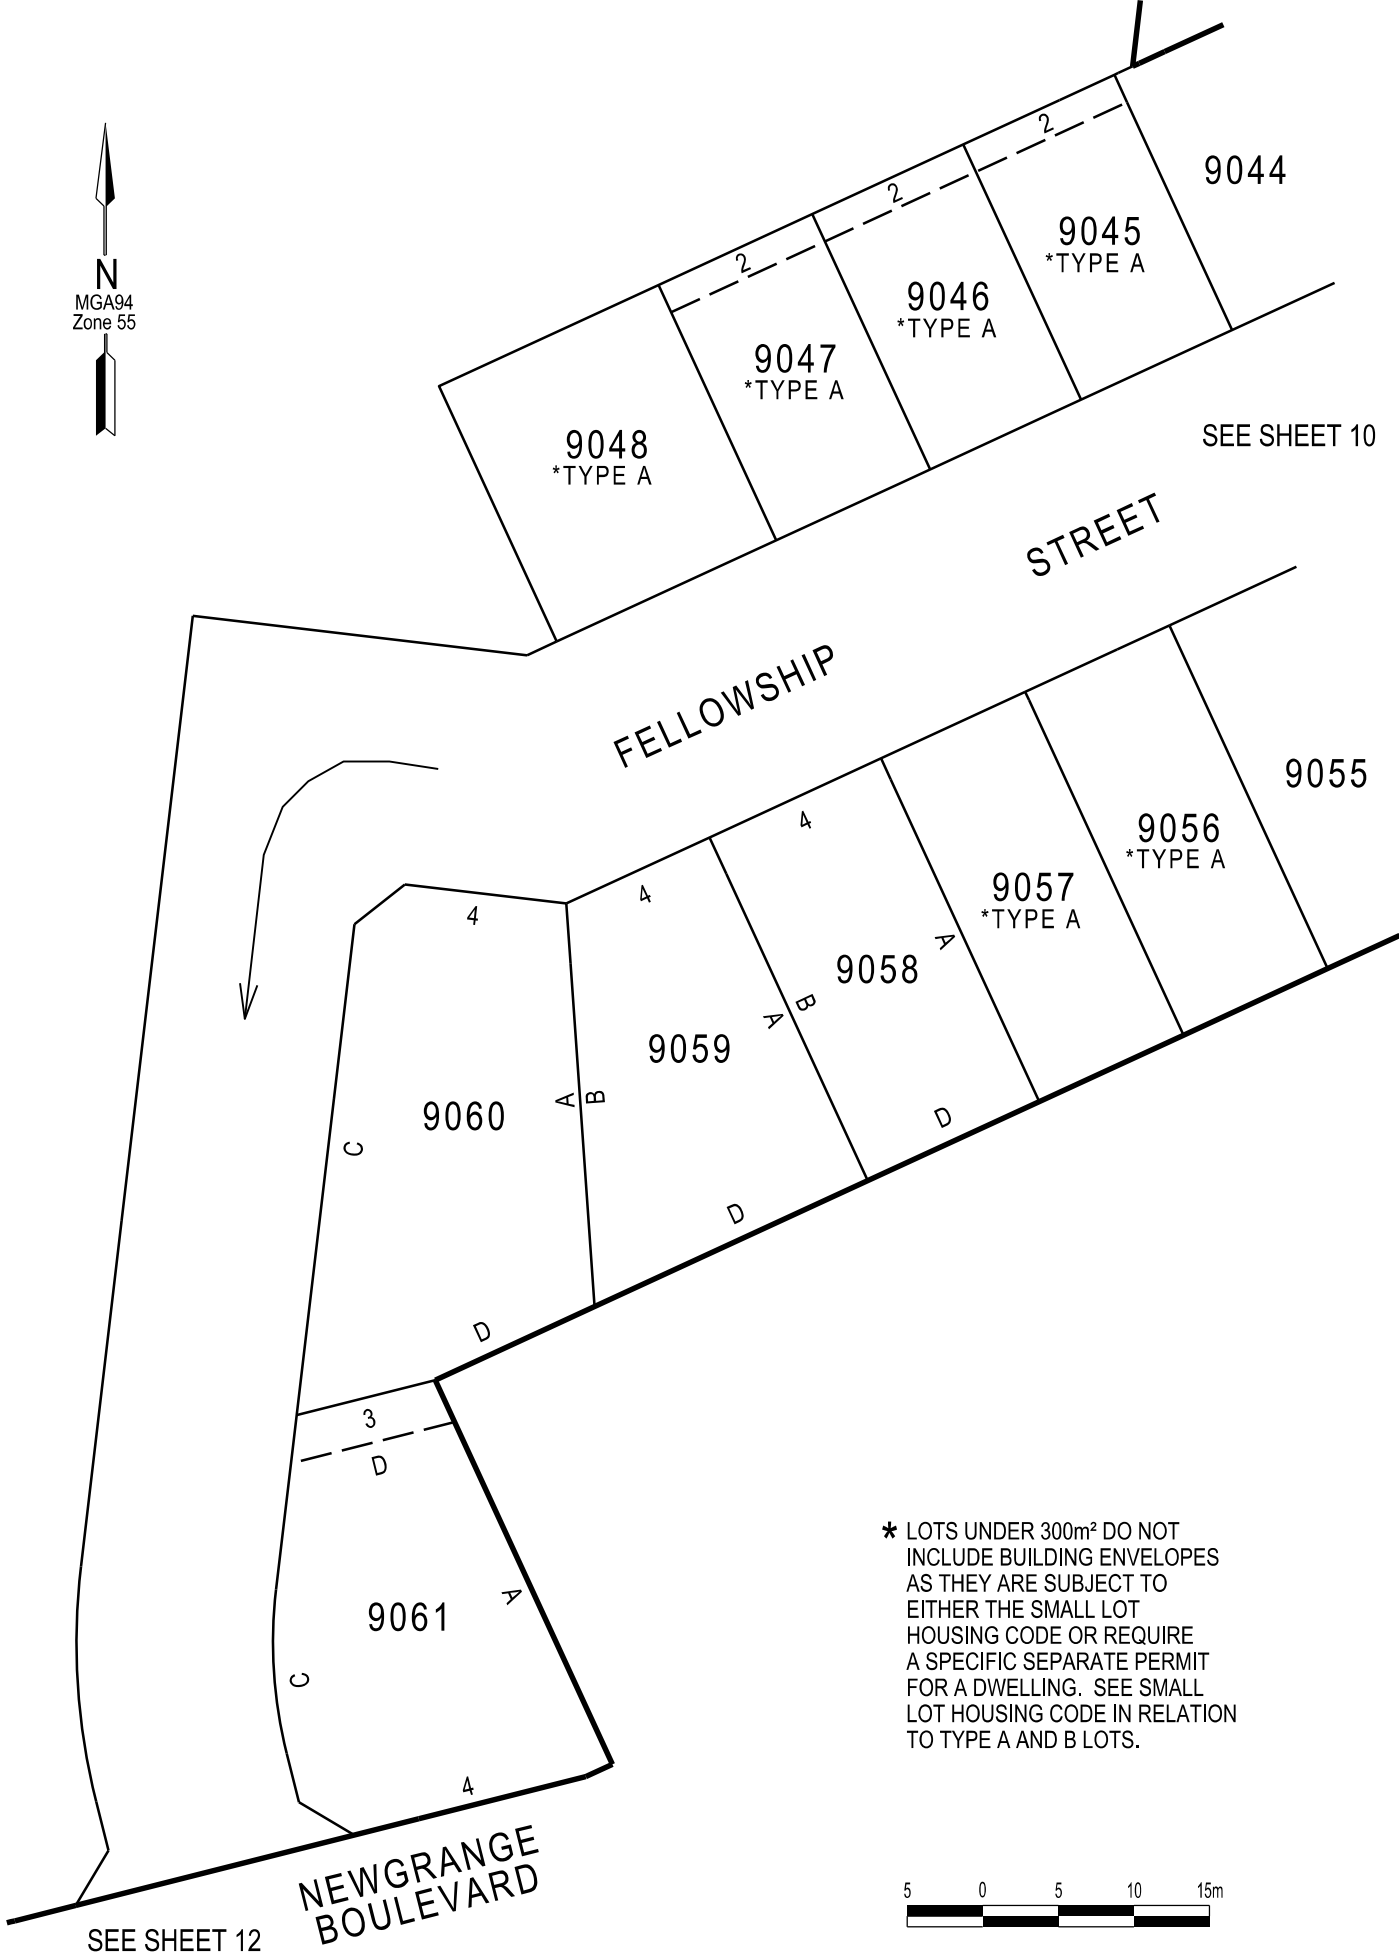 2
9044
2
9045
*TYPE A
2
9046
*TYPE A
N
MGA94
Zone 55
9047
*TYPE A
9048
*TYPE A
SEE SHEET 10
FELLOWSHIP STREET
9055
9056
*TYPE A
4
9057
*TYPE A
4
4
A
9058
B
A
9059
A
B
9060
C
D
D
D
3
D
A
9061
C
4
* LOTS UNDER 300m² DO NOT
INCLUDE BUILDING ENVELOPES
AS THEY ARE SUBJECT TO
EITHER THE SMALL LOT
HOUSING CODE OR REQUIRE
A SPECIFIC SEPARATE PERMIT
FOR A DWELLING. SEE SMALL
LOT HOUSING CODE IN RELATION
TO TYPE A AND B LOTS.
NEWGRANGE
BOULEVARD
5 0 5 10 15m
SEE SHEET 12